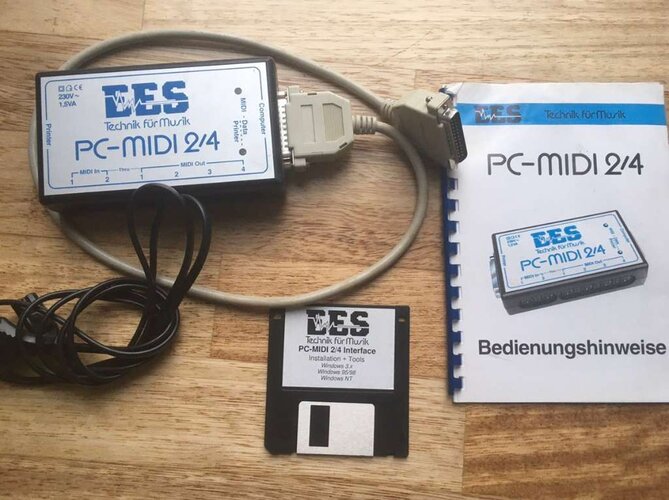 230V~
1.5VA
EES
Technik für Musik
PC-MIDI 2/4
Printer
Computer
MIDI - Data
Printer
MIDI In
Thru
MIDI Out
1 2 1 2 3 4
EES
Technik für Musik
PC-MIDI 2/4
EES
Technik für Musik
PC-MIDI 2/4
Bedienungshinweise
EES
Technik für Musik
PC-MIDI 2/4 Interface
Installation + Tools
Windows 3.x
Windows 95/98
Windows NT